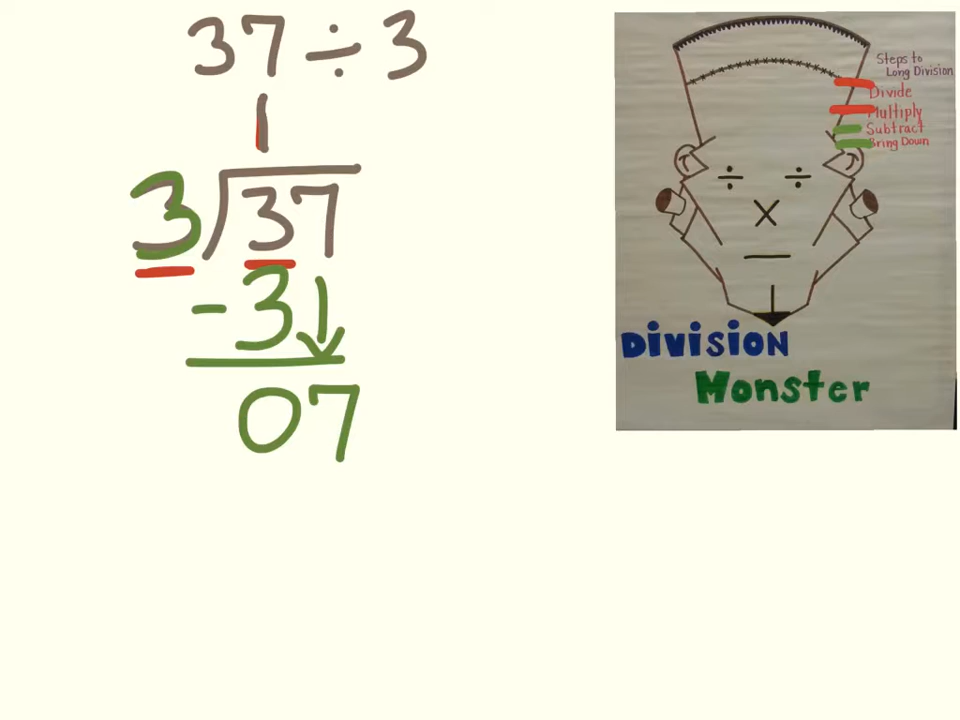 37 ÷ 3
1
3 37
- 3
07
Steps to
Long Division
Divide
Multiply
Subtract
Bring Down
÷ ÷
×
—
Division
Monster